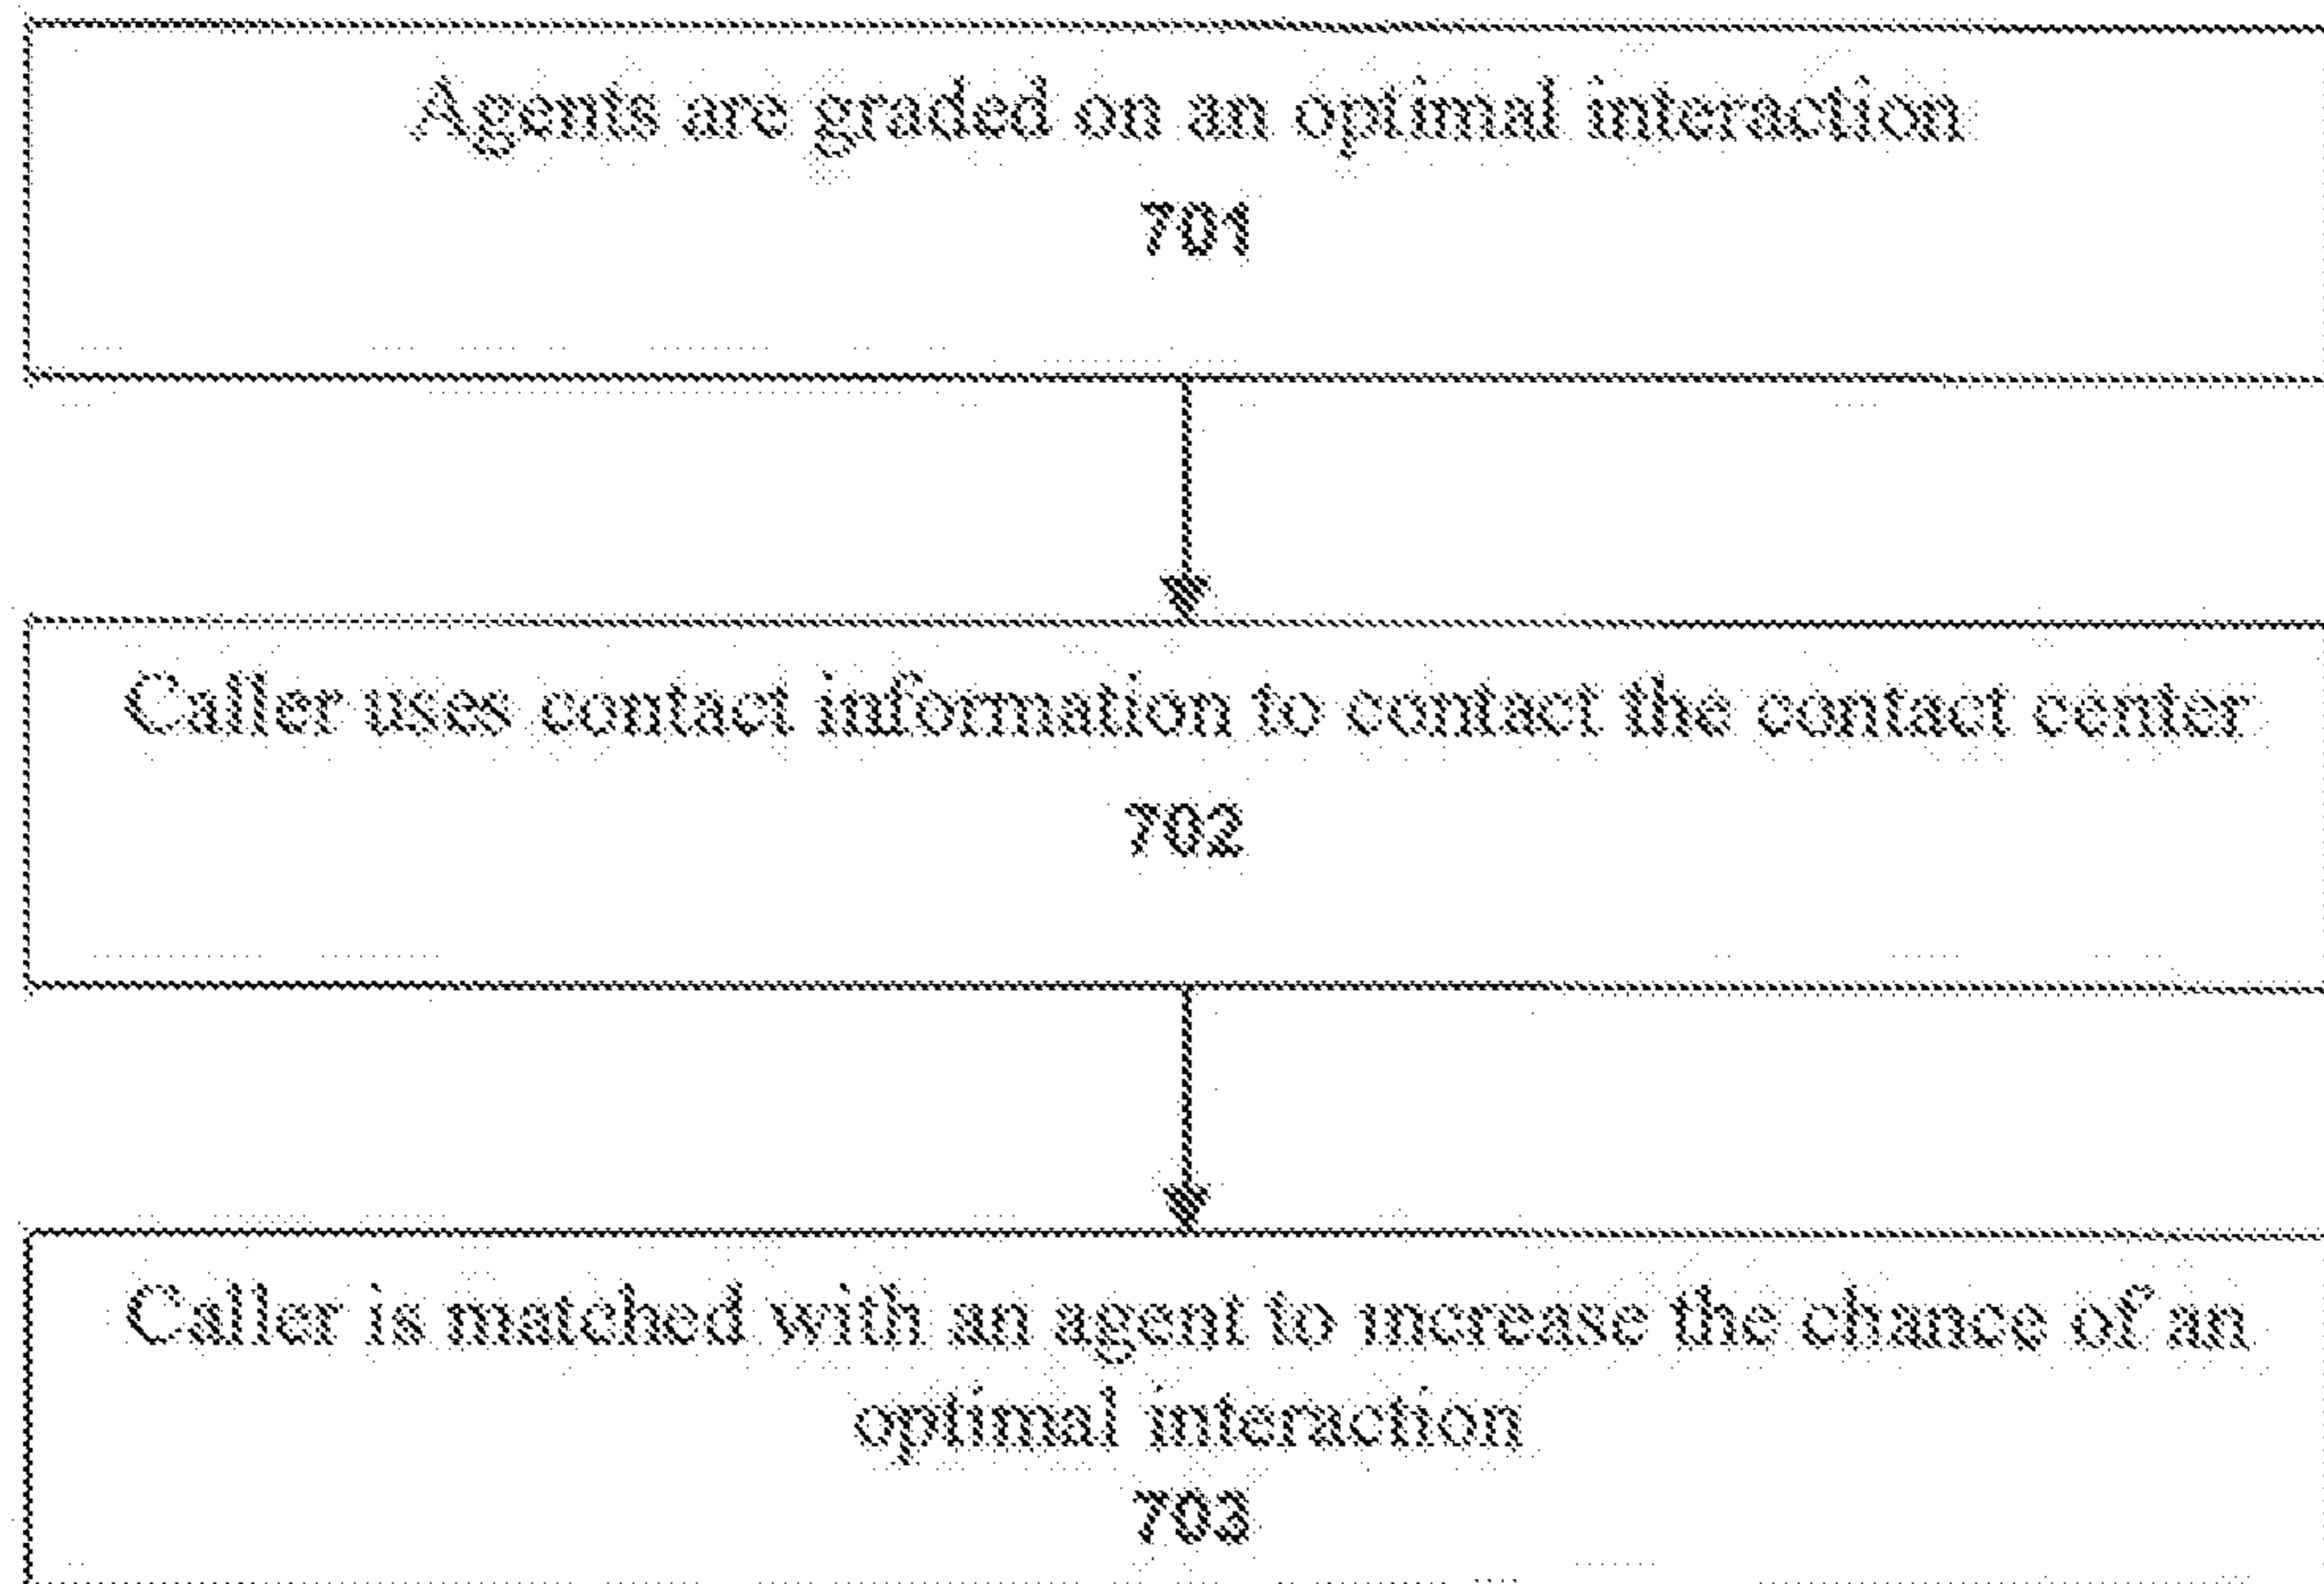 Agents are graded on an optimal interaction
701
Caller uses contact information to contact the contact center
702
Caller is matched with an agent to increase the chance of an
optimal interaction
703